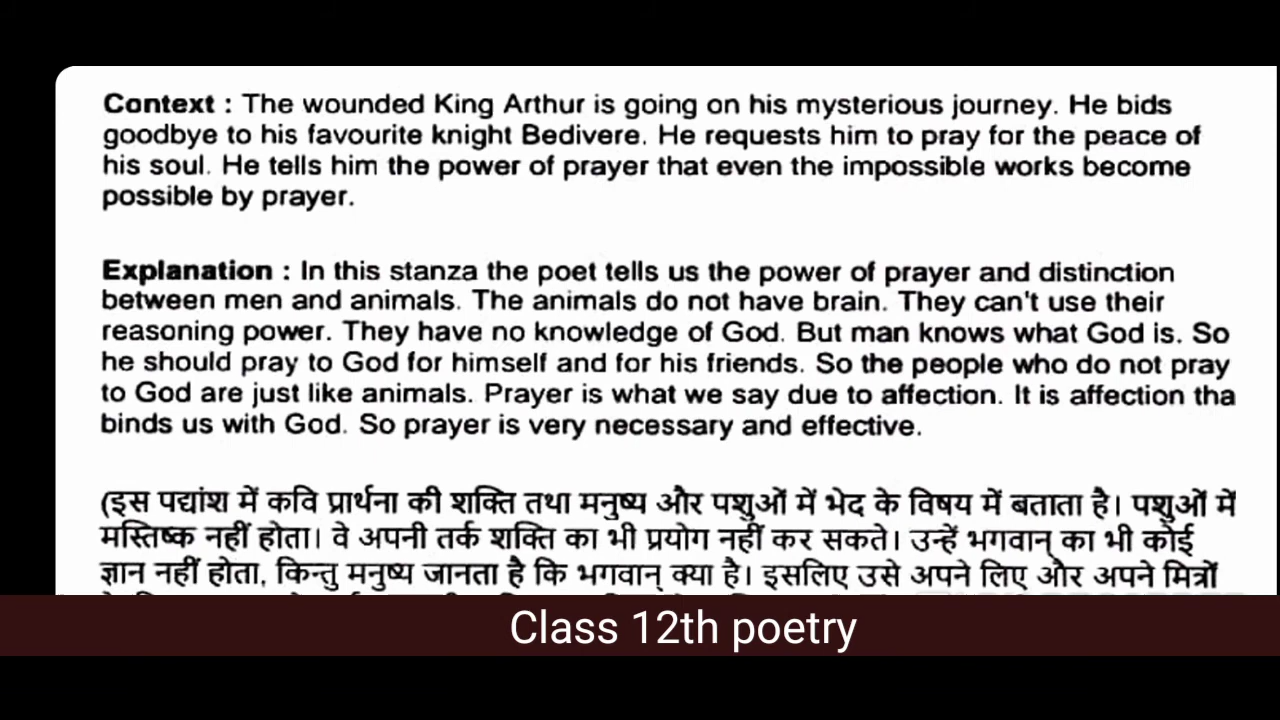 Context : The wounded King Arthur is going on his mysterious journey. He bids
goodbye to his favourite knight Bedivere. He requests him to pray for the peace of
his soul. He tells him the power of prayer that even the impossible works become
possible by prayer.
Explanation : In this stanza the poet tells us the power of prayer and distinction
between men and animals. The animals do not have brain. They can't use their
reasoning power. They have no knowledge of God. But man knows what God is. So
he should pray to God for himself and for his friends. So the people who do not pray
to God are just like animals. Prayer is what we say due to affection. It is affection tha
binds us with God. So prayer is very necessary and effective.
(इस पद्यांश में कवि प्रार्थना की शक्ति तथा मनुष्य और पशुओं में भेद के विषय में बताता है। पशुओं में
मस्तिष्क नहीं होता। वे अपनी तर्क शक्ति का भी प्रयोग नहीं कर सकते। उन्हें भगवान् का भी कोई
ज्ञान नहीं होता, किन्तु मनुष्य जानता है कि भगवान् क्या है। इसलिए उसे अपने लिए और अपने मित्रों
Class 12th poetry